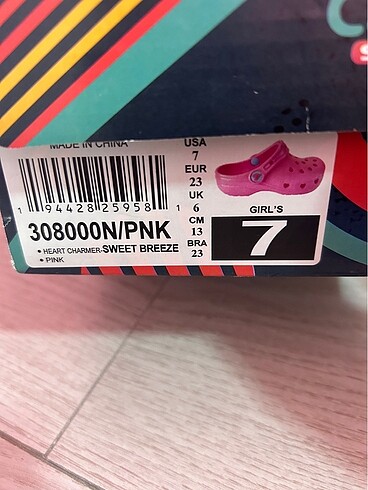 MADE IN CHINA
1 94428 25958 1
308000N/PNK
• HEART CHARMER-SWEET BREEZE
• PINK
USA
7
EUR
23
UK
6
CM
13
BRA
23
GIRL'S
7